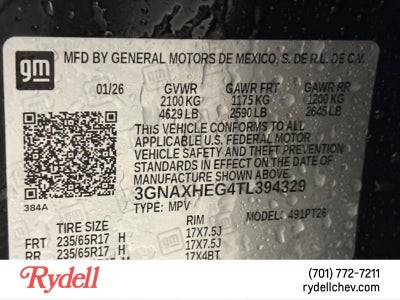 gm
MFD BY GENERAL MOTORS DE MEXICO, S. DE R.L. DE C.V.
01/26 GVWR GAWR FRT GAWR RR
2100 KG 1175 KG 1200 KG
4629 LB 2590 LB 2645 LB
THIS VEHICLE CONFORMS TO ALL
APPLICABLE U.S. FEDERAL MOTOR
VEHICLE SAFETY AND THEFT PREVENTION
STANDARDS IN EFFECT ON THE DATE OF
MANUFACTURE SHOWN ABOVE.
3GNAXHEG4TL394329
384A
TYPE: MPV MODEL: 491PT26
TIRE SIZE RIM
FRT 235/65R17 H 17X7.5J
RR 235/65R17 H 17X7.5J
17X4BT
Rydell
(701) 772-7211
rydellchev.com